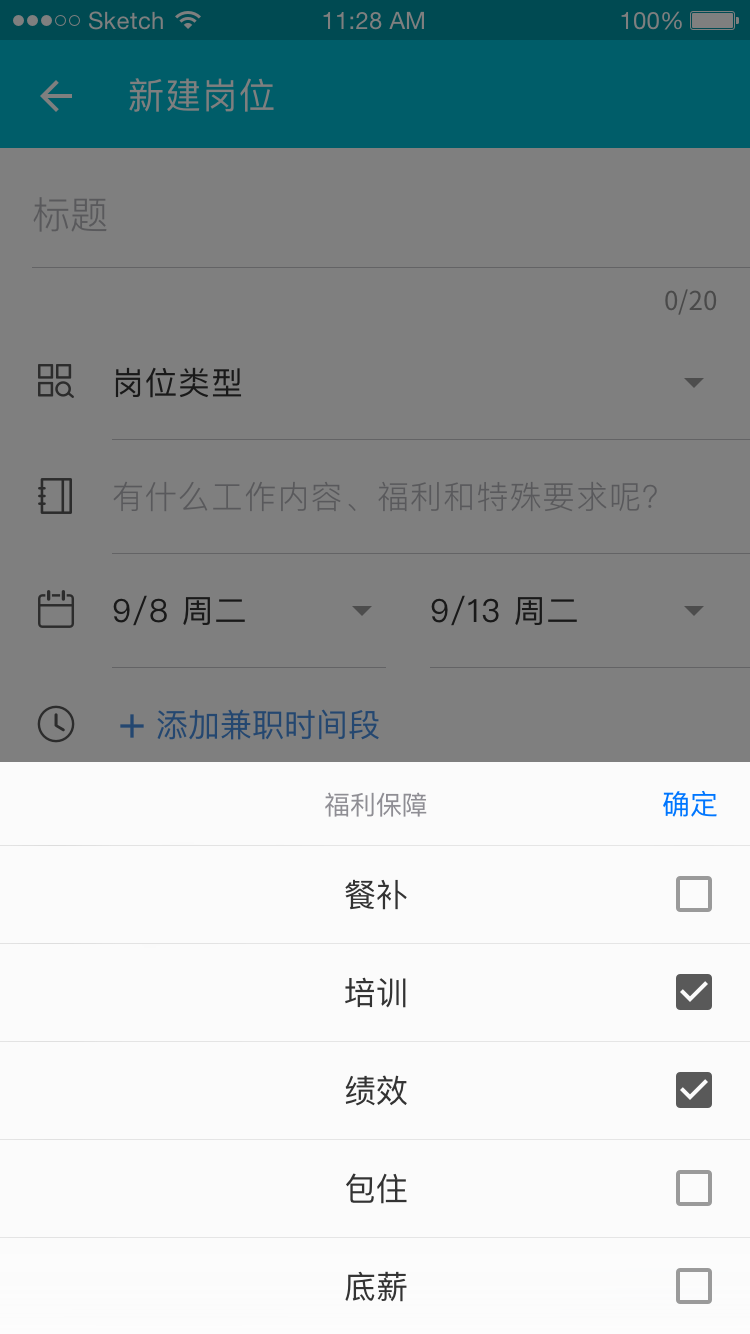 Sketch 11:28 AM 100%
新建岗位
标题
0/20
岗位类型
有什么工作内容、福利和特殊要求呢?
9/8 周二 9/13 周二
+ 添加兼职时间段
福利保障 确定
餐补
培训
绩效
包住
底薪